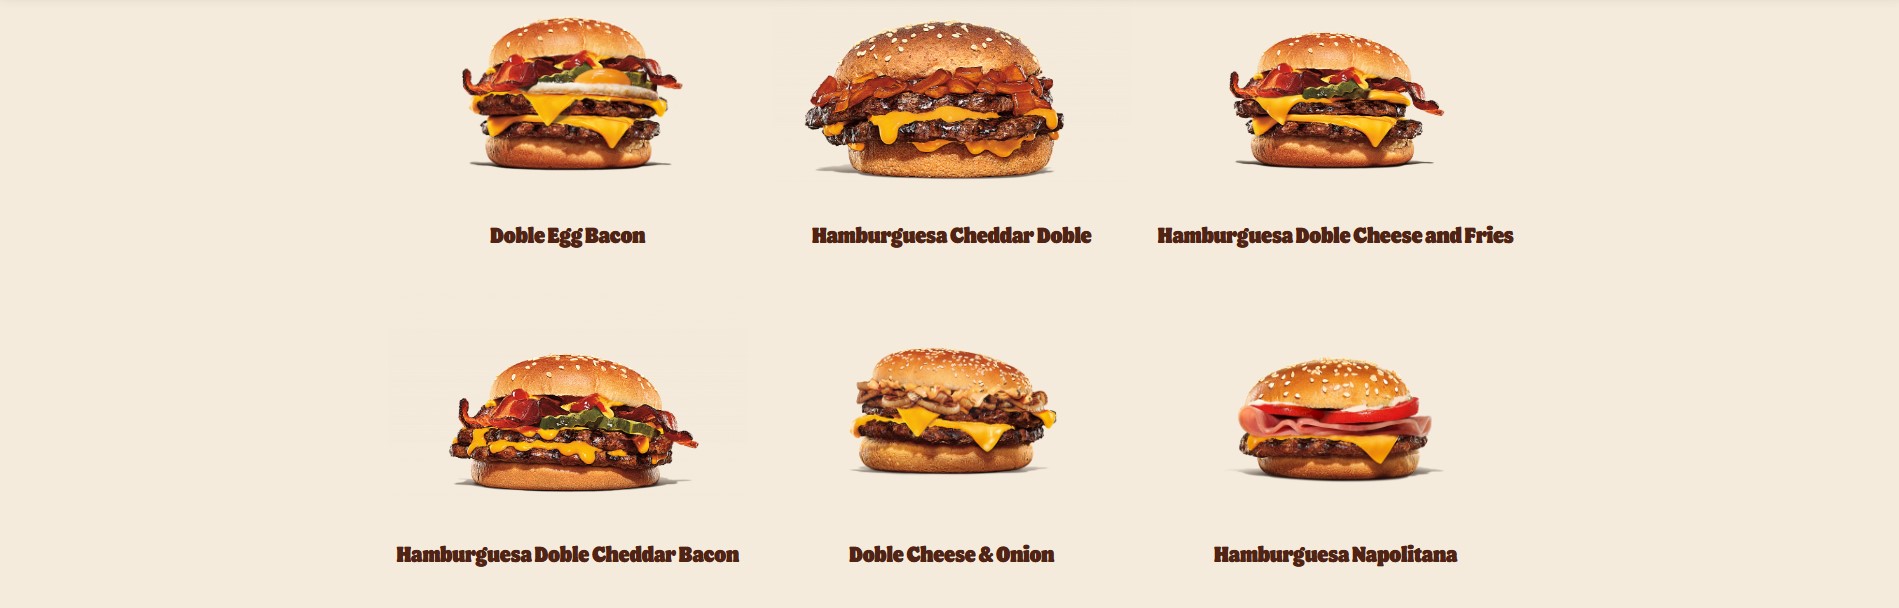 Doble Egg Bacon
Hamburguesa Cheddar Doble
Hamburguesa Doble Cheese and Fries
Hamburguesa Doble Cheddar Bacon
Doble Cheese & Onion
Hamburguesa Napolitana